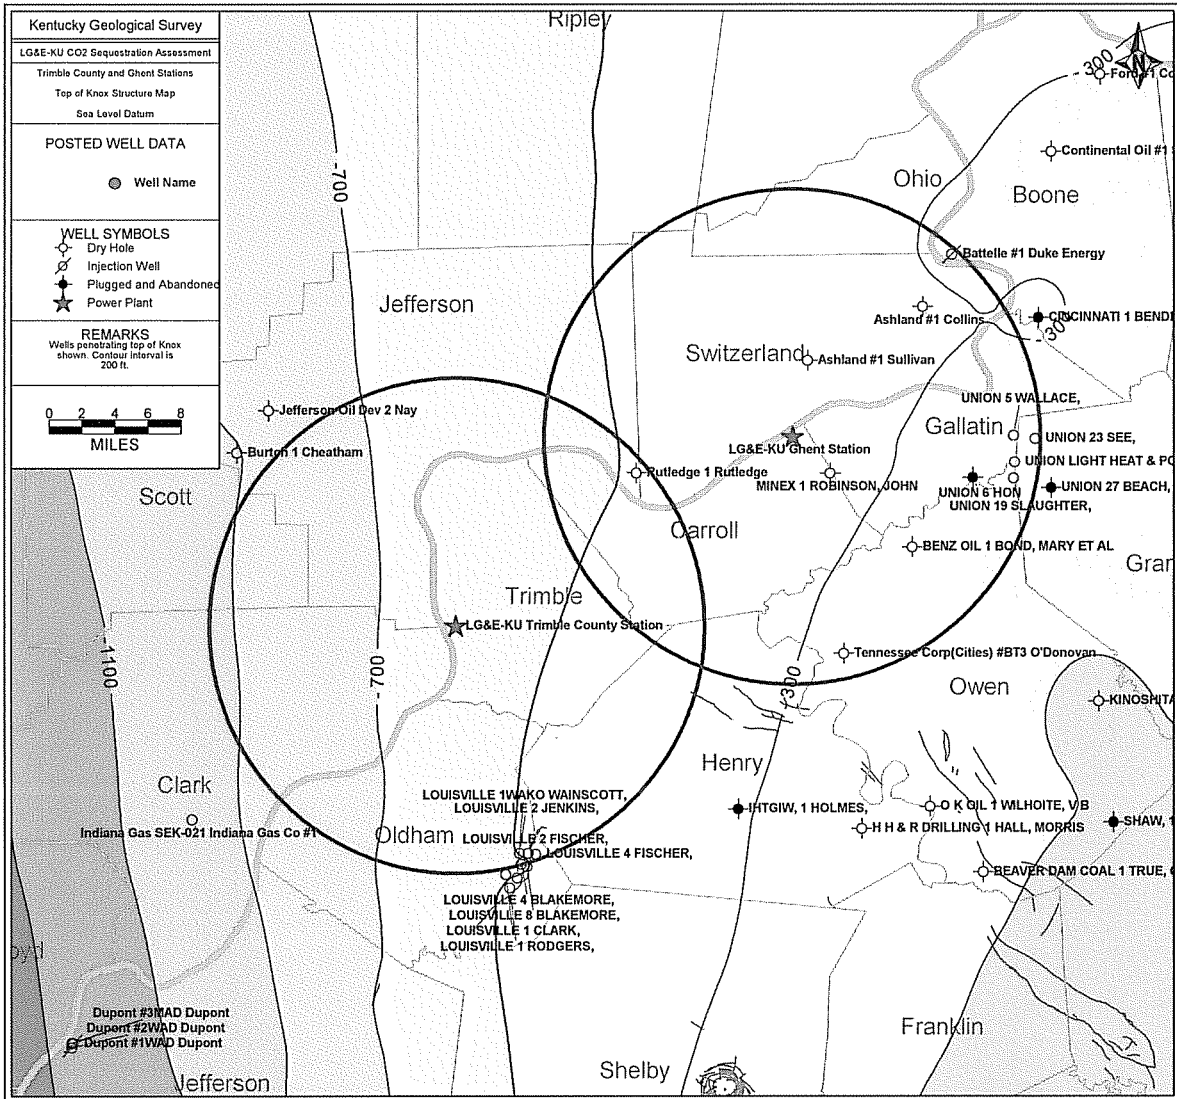 Kentucky Geological Survey
LG&E-KU CO2 Sequestration Assessment
Trimble County and Ghent Stations
Top of Knox Structure Map
Sea Level Datum
POSTED WELL DATA
Well Name
WELL SYMBOLS
Dry Hole
Injection Well
Plugged and Abandoned
Power Plant
REMARKS
Wells penetrating top of Knox
shown. Contour interval is
200 ft.
0 2 4 6 8
MILES
Ripley
-300
N
Ford #1 Co
Continental Oil #1
-700
Ohio
Boone
Battelle #1 Duke Energy
Jefferson
Ashland #1 Collins
CINCINNATI 1 BENDI
-300
Switzerland
Ashland #1 Sullivan
UNION 5 WALLACE,
Jefferson Oil Dev 2 Nay
Gallatin
UNION 23 SEE,
Burton 1 Cheatham
LG&E-KU Ghent Station
UNION LIGHT HEAT & PO
Rutledge 1 Rutledge
MINEX 1 ROBINSON, JOHN
UNION 6 HON
UNION 27 BEACH,
Scott
UNION 19 SLAUGHTER,
Carroll
BENZ OIL 1 BOND, MARY ET AL
Gran
Trimble
LG&E-KU Trimble County Station
-1100
-700
Tennessee Corp(Cities) #BT3 O'Donovan
-300
Owen
KINOSHITA
Henry
Clark
LOUISVILLE 1WAKO WAINSCOTT,
LOUISVILLE 2 JENKINS,
IHTGIW, 1 HOLMES,
O K OIL 1 WILHOITE, V B
Indiana Gas SEK-021 Indiana Gas Co #1
Oldham
LOUISVILLE 2 FISCHER,
H H & R DRILLING 1 HALL, MORRIS
SHAW, 1
LOUISVILLE 4 FISCHER,
BEAVER DAM COAL 1 TRUE,
LOUISVILLE 4 BLAKEMORE,
LOUISVILLE 8 BLAKEMORE,
LOUISVILLE 1 CLARK,
LOUISVILLE 1 RODGERS,
oyd
Dupont #3MAD Dupont
Dupont #2WAD Dupont
Dupont #1WAD Dupont
Franklin
Shelby
Jefferson